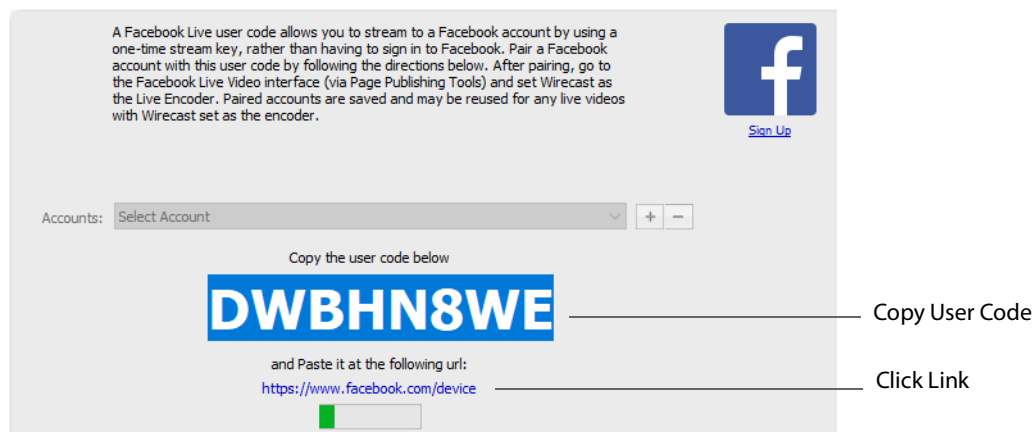 A Facebook Live user code allows you to stream to a Facebook account by using a
one-time stream key, rather than having to sign in to Facebook. Pair a Facebook
account with this user code by following the directions below. After pairing, go to
the Facebook Live Video interface (via Page Publishing Tools) and set Wirecast as
the Live Encoder. Paired accounts are saved and may be reused for any live videos
with Wirecast set as the encoder.
f
Sign Up
Accounts: Select Account + −
Copy the user code below
DWBHN8WE
Copy User Code
and Paste it at the following url:
https://www.facebook.com/device
Click Link